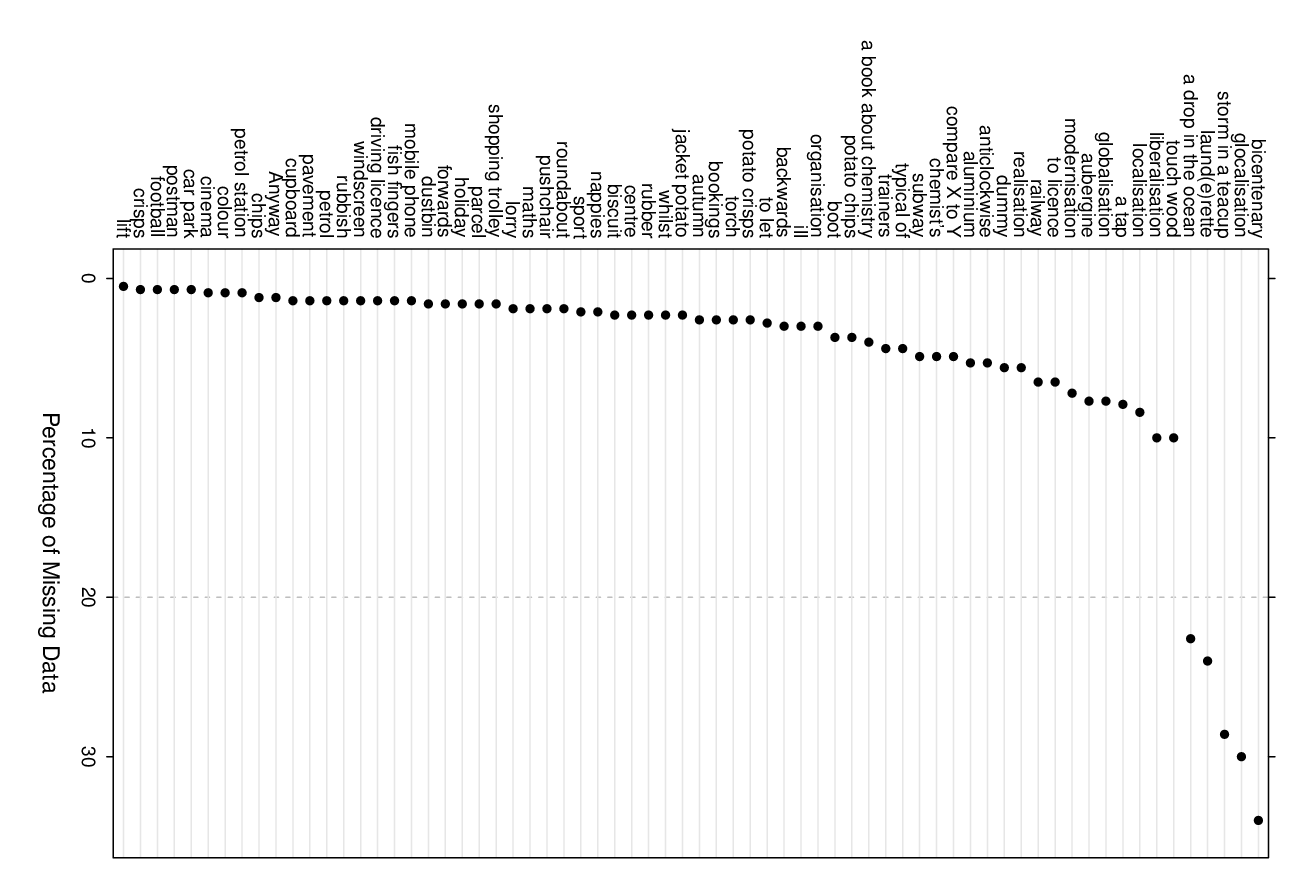 bicentenary
glocalisation
storm in a teacup
laund(e)rette
a drop in the ocean
touch wood
liberalisation
localisation
a tap
globalisation
aubergine
modernisation
to licence
railway
realisation
dummy
anticlockwise
aluminium
compare X to Y
chemist's
subway
typical of
trainers
a book about chemistry
potato chips
boot
organisation
ill
backwards
to let
potato crisps
torch
bookings
autumn
jacket potato
whilst
rubber
centre
biscuit
nappies
sport
roundabout
pushchair
maths
lorry
shopping trolley
parcel
holiday
forwards
dustbin
mobile phone
fish fingers
driving licence
windscreen
rubbish
petrol
pavement
cupboard
Anyway
chips
petrol station
colour
cinema
car park
postman
football
crisps
lift
0 10 20 30
Percentage of Missing Data